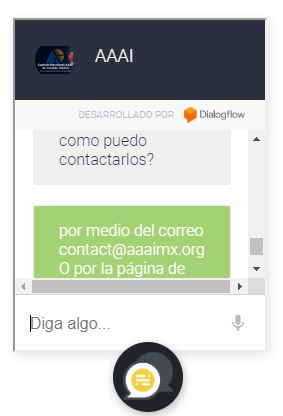 AAAI
DESARROLLADO POR Dialogflow
como puedo
contactarlos?
por medio del correo
contact@aaaimx.org
O por la página de
Diga algo...